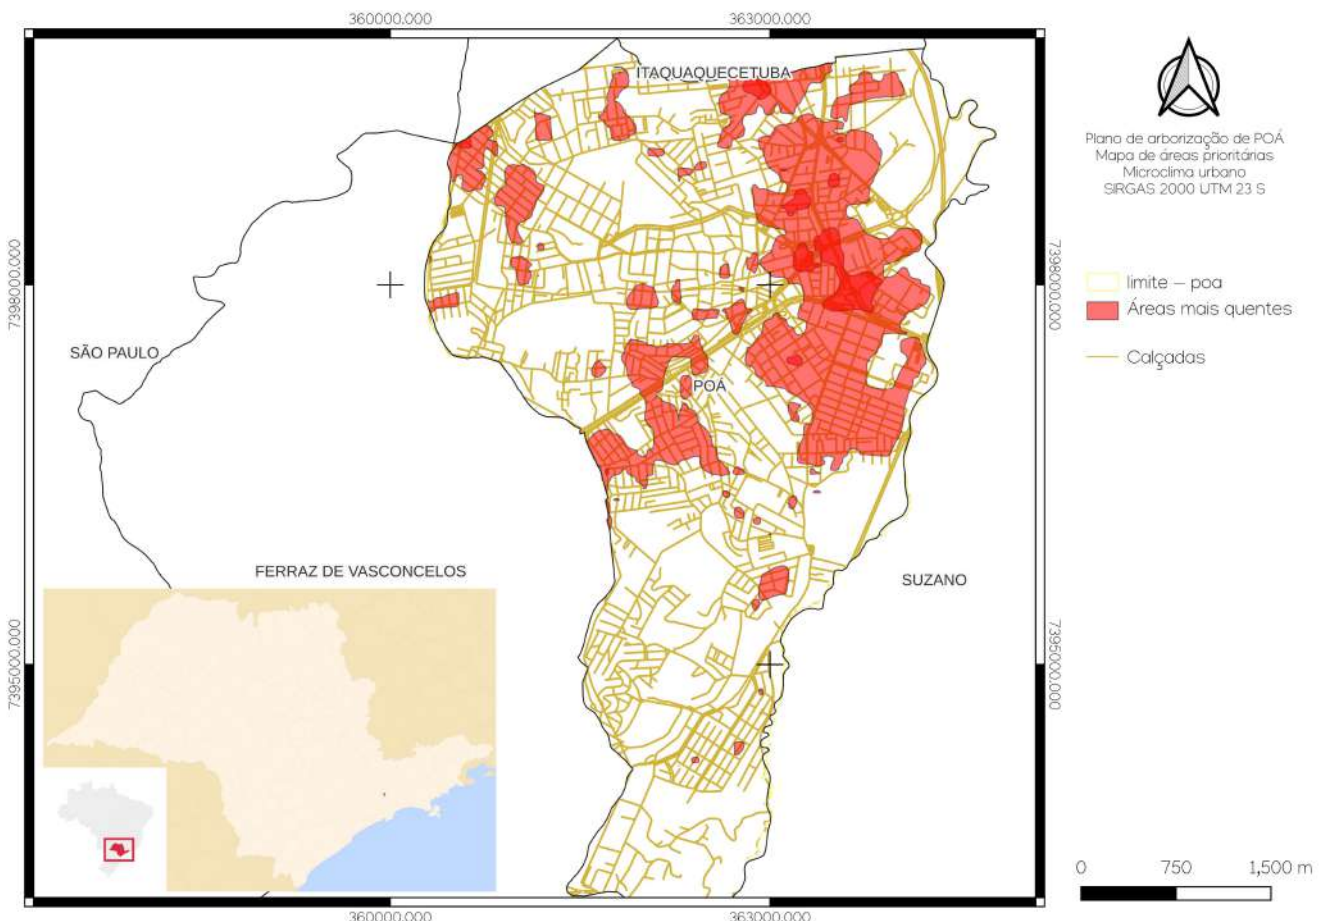 360000.000
363000.000
ITAQUAQUECETUBA
Plano de arborização de POÁ
Mapa de áreas prioritárias
Microclima urbano
SIRGAS 2000 UTM 23 S
7398000.000
7398000.000
limite – poa
Áreas mais quentes
SÃO PAULO
Calçadas
POÁ
FERRAZ DE VASCONCELOS
SUZANO
7395000.000
7395000.000
0 750 1,500 m
360000.000
363000.000